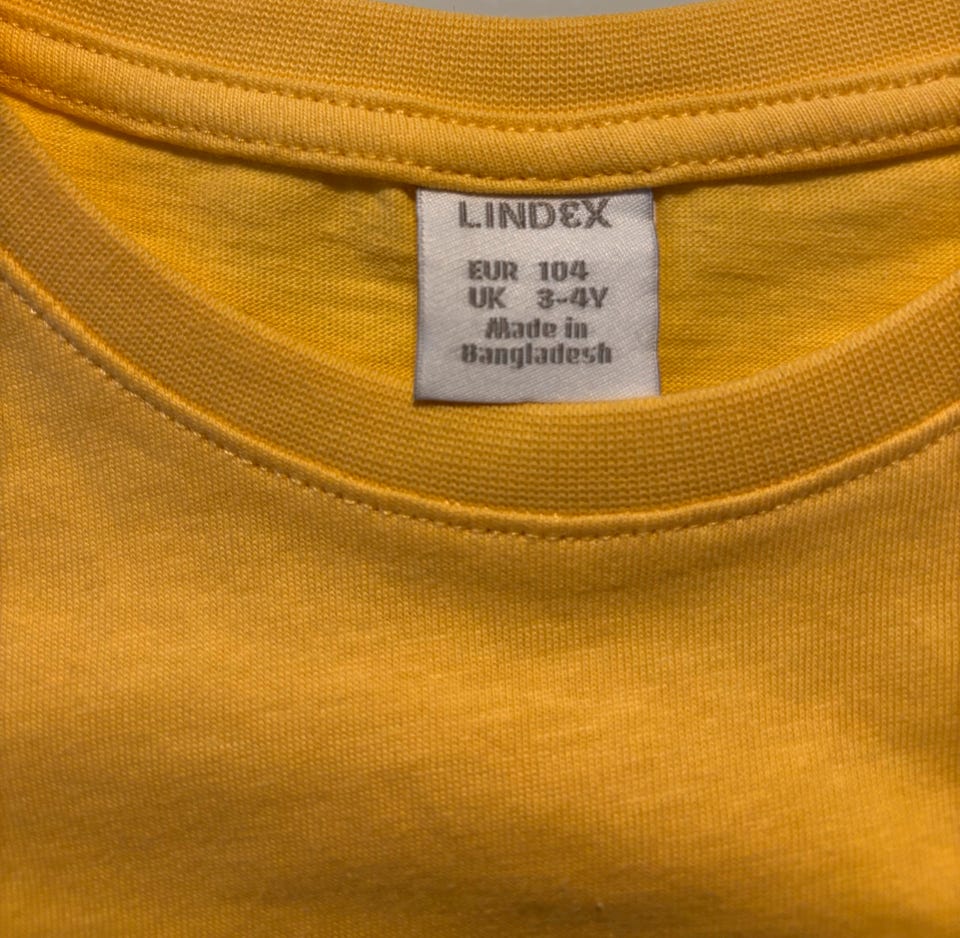 LINDEX
EUR 104
UK 3-4Y
Made in
Bangladesh